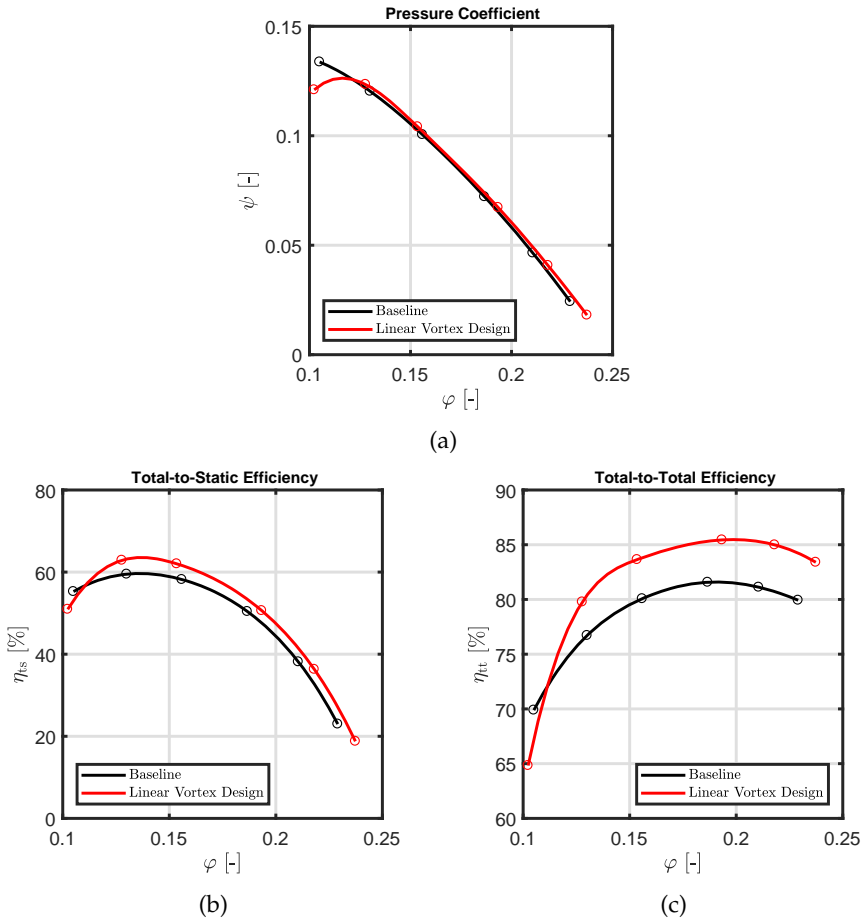 Pressure Coefficient
0.15
0.1
0.05
0
ψ [-]
Baseline
Linear Vortex Design
0.1 0.15 0.2 0.25
φ [-]
(a)
Total-to-Static Efficiency
80
60
40
20
0
η_ts [%]
Baseline
Linear Vortex Design
0.1 0.15 0.2 0.25
φ [-]
(b)
Total-to-Total Efficiency
90
85
80
75
70
65
60
η_tt [%]
Baseline
Linear Vortex Design
0.1 0.15 0.2 0.25
φ [-]
(c)